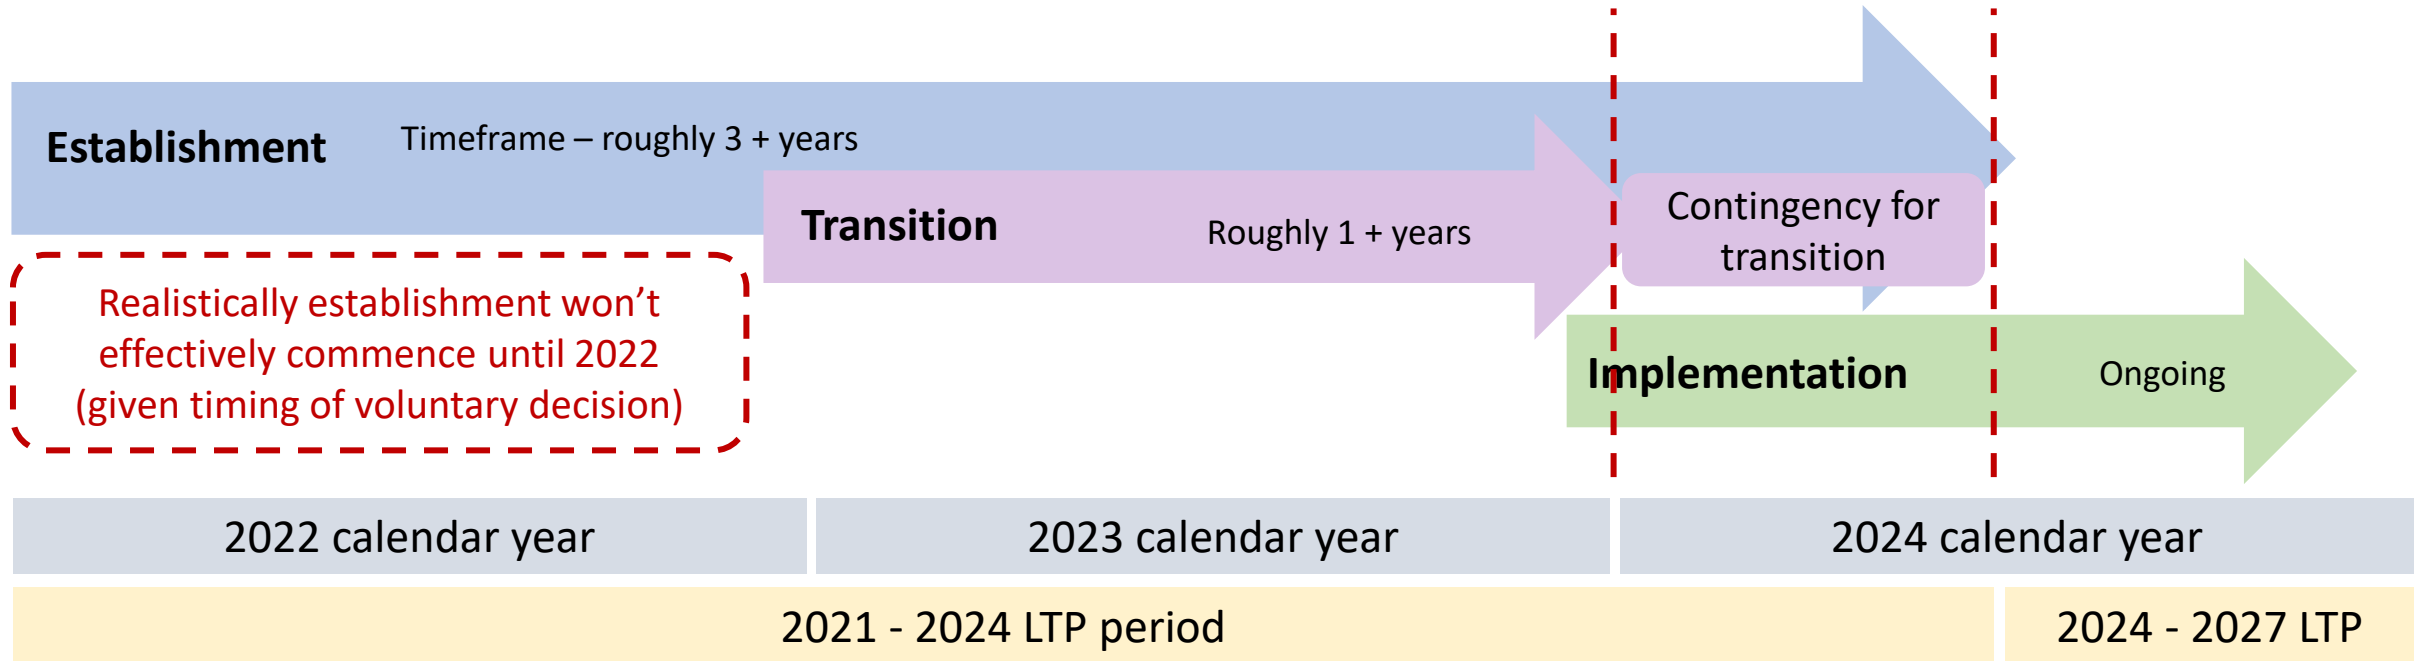 Establishment
Timeframe – roughly 3 + years
Transition
Roughly 1 + years
Contingency for
transition
Realistically establishment won’t
effectively commence until 2022
(given timing of voluntary decision)
Implementation
Ongoing
2022 calendar year
2023 calendar year
2024 calendar year
2021 - 2024 LTP period
2024 - 2027 LTP